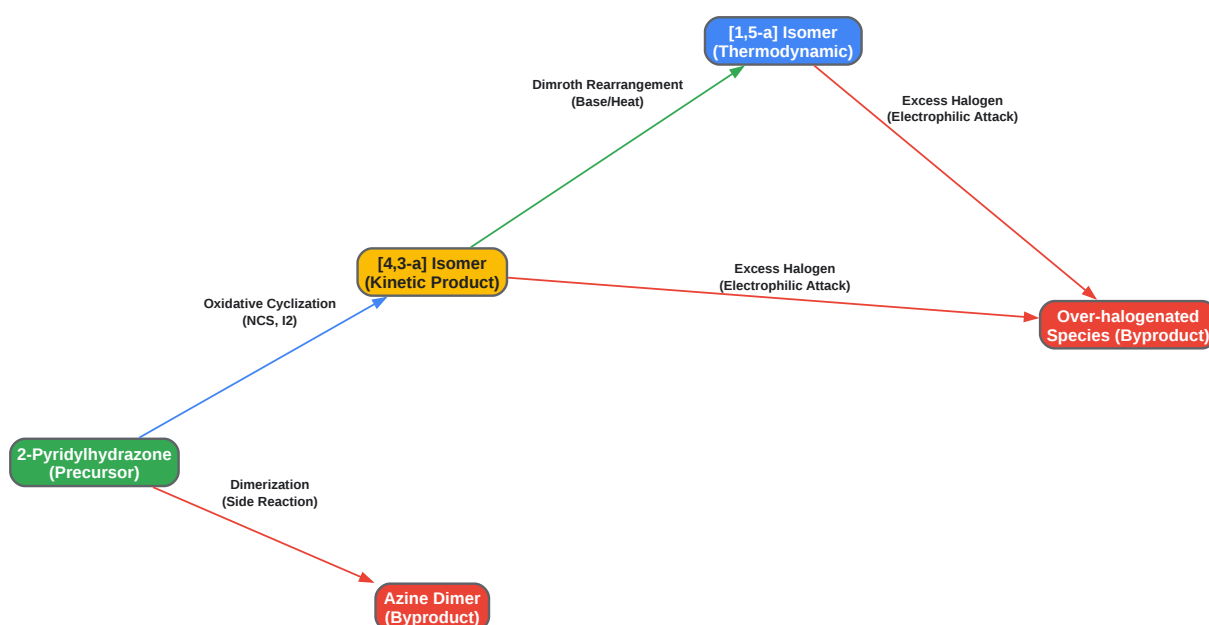 [1,5-a] Isomer
(Thermodynamic)
Dimroth Rearrangement
(Base/Heat)
Excess Halogen
(Electrophilic Attack)
[4,3-a] Isomer
(Kinetic Product)
Excess Halogen
(Electrophilic Attack)
Oxidative Cyclization
(NCS, I2)
Over-halogenated
Species (Byproduct)
2-Pyridylhydrazone
(Precursor)
Dimerization
(Side Reaction)
Azine Dimer
(Byproduct)